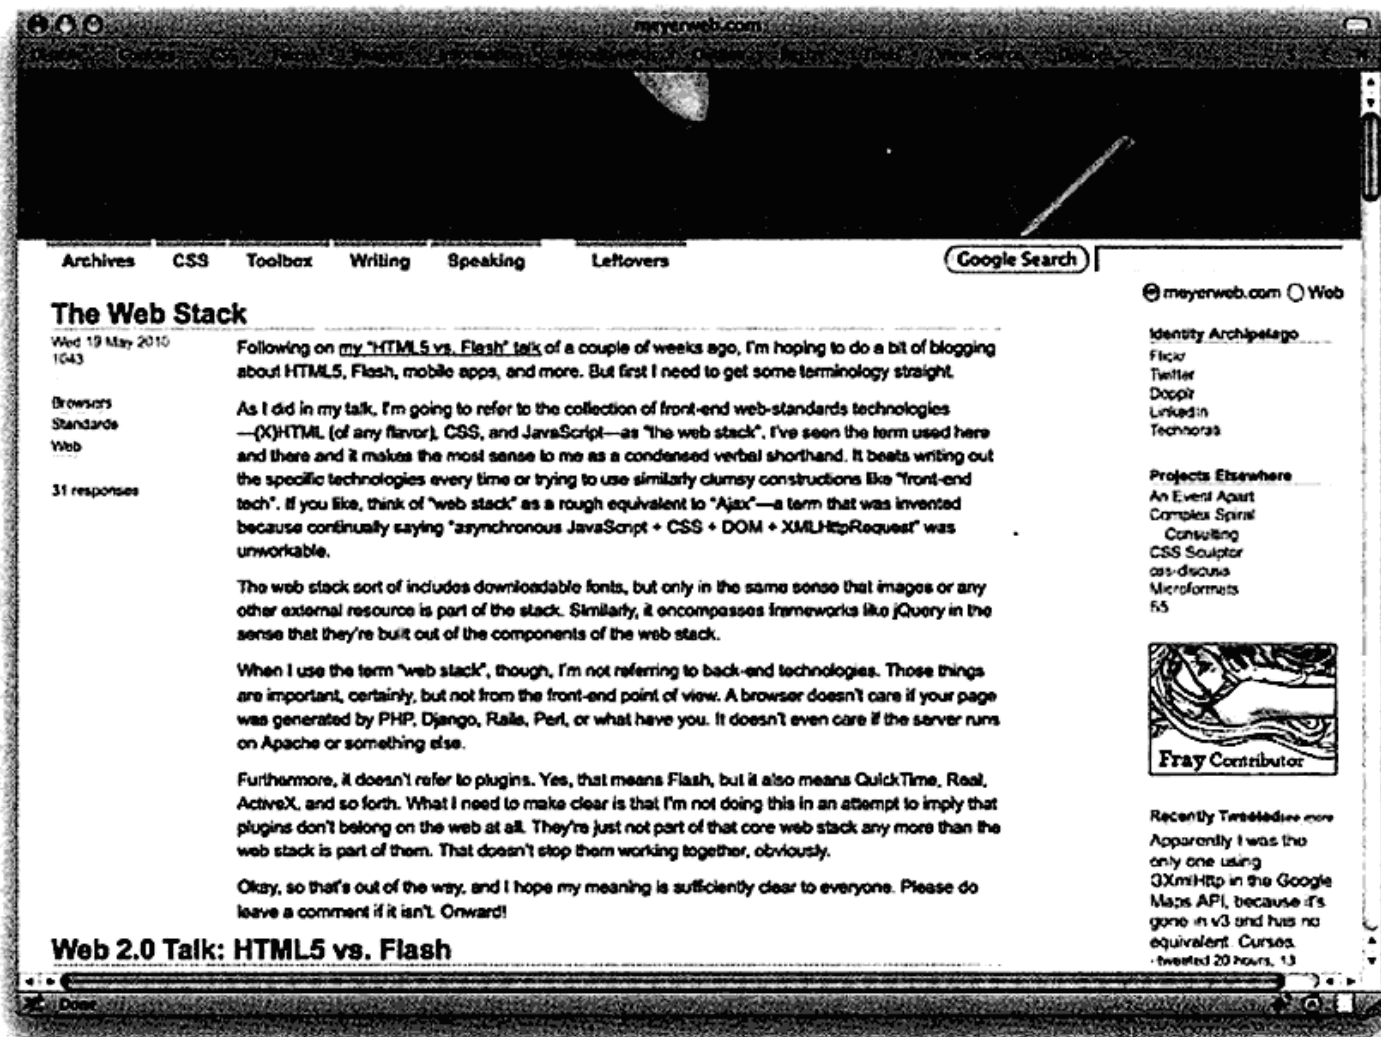 meyerweb.com
Archives CSS Toolbox Writing Speaking Leftovers Google Search
meyerweb.com Web
The Web Stack
Wed 19 May 2010
1043
Browsers
Standards
Web
31 responses
Following on my "HTML5 vs. Flash" talk of a couple of weeks ago, I'm hoping to do a bit of blogging
about HTML5, Flash, mobile apps, and more. But first I need to get some terminology straight.
As I did in my talk, I'm going to refer to the collection of front-end web-standards technologies
—(X)HTML (of any flavor), CSS, and JavaScript—as "the web stack". I've seen the term used here
and there and it makes the most sense to me as a condensed verbal shorthand. It beats writing out
the specific technologies every time or trying to use similarly clumsy constructions like "front-end
tech". If you like, think of "web stack" as a rough equivalent to "Ajax"—a term that was invented
because continually saying "asynchronous JavaScript + CSS + DOM + XMLHttpRequest" was
unworkable.
The web stack sort of includes downloadable fonts, but only in the same sense that images or any
other external resource is part of the stack. Similarly, it encompasses frameworks like jQuery in the
sense that they're built out of the components of the web stack.
When I use the term "web stack", though, I'm not referring to back-end technologies. Those things
are important, certainly, but not from the front-end point of view. A browser doesn't care if your page
was generated by PHP, Django, Rails, Perl, or what have you. It doesn't even care if the server runs
on Apache or something else.
Furthermore, it doesn't refer to plugins. Yes, that means Flash, but it also means QuickTime, Real,
ActiveX, and so forth. What I need to make clear is that I'm not doing this in an attempt to imply that
plugins don't belong on the web at all. They're just not part of that core web stack any more than the
web stack is part of them. That doesn't stop them working together, obviously.
Okay, so that's out of the way, and I hope my meaning is sufficiently clear to everyone. Please do
leave a comment if it isn't. Onward!
Web 2.0 Talk: HTML5 vs. Flash
Identity Archipelago
Flickr
Twitter
Dopplr
LinkedIn
Technorati
Projects Elsewhere
An Event Apart
Complex Spiral
Consulting
CSS Sculptor
css-discuss
Microformats
S5
Fray Contributor
Recently Tweeted see more
Apparently I was the
only one using
GXmlHttp in the Google
Maps API, because it's
gone in v3 and has no
equivalent. Curses.
- tweeted 20 hours, 13
Done